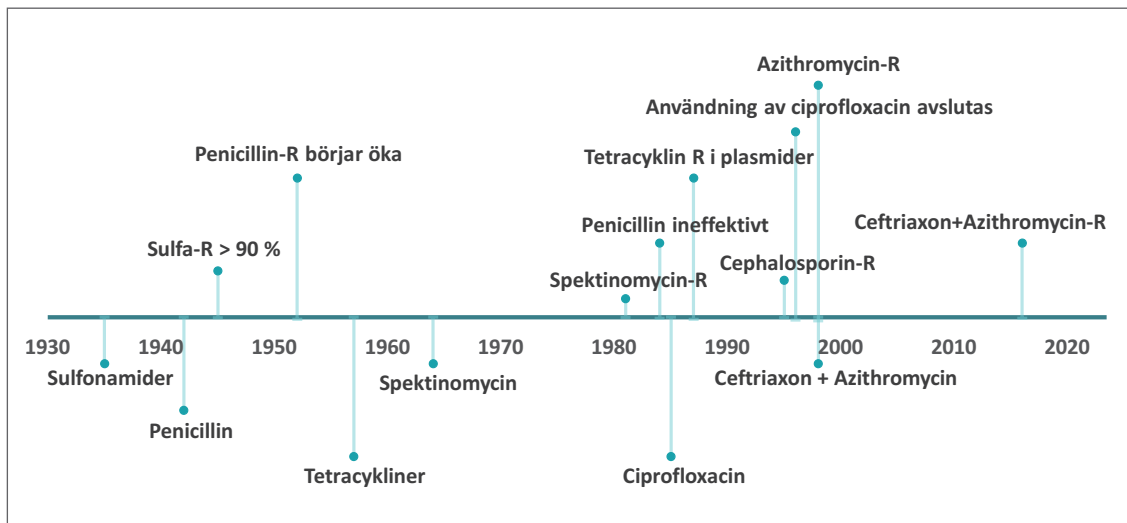 Azithromycin-R
Användning av ciprofloxacin avslutas
Penicillin-R börjar öka
Tetracyklin R i plasmider
Penicillin ineffektivt
Ceftriaxon+Azithromycin-R
Sulfa-R > 90 %
Cephalosporin-R
Spektinomycin-R
1930 1940 1950 1960 1970 1980 1990 2000 2010 2020
Sulfonamider
Spektinomycin
Ceftriaxon + Azithromycin
Penicillin
Tetracykliner
Ciprofloxacin